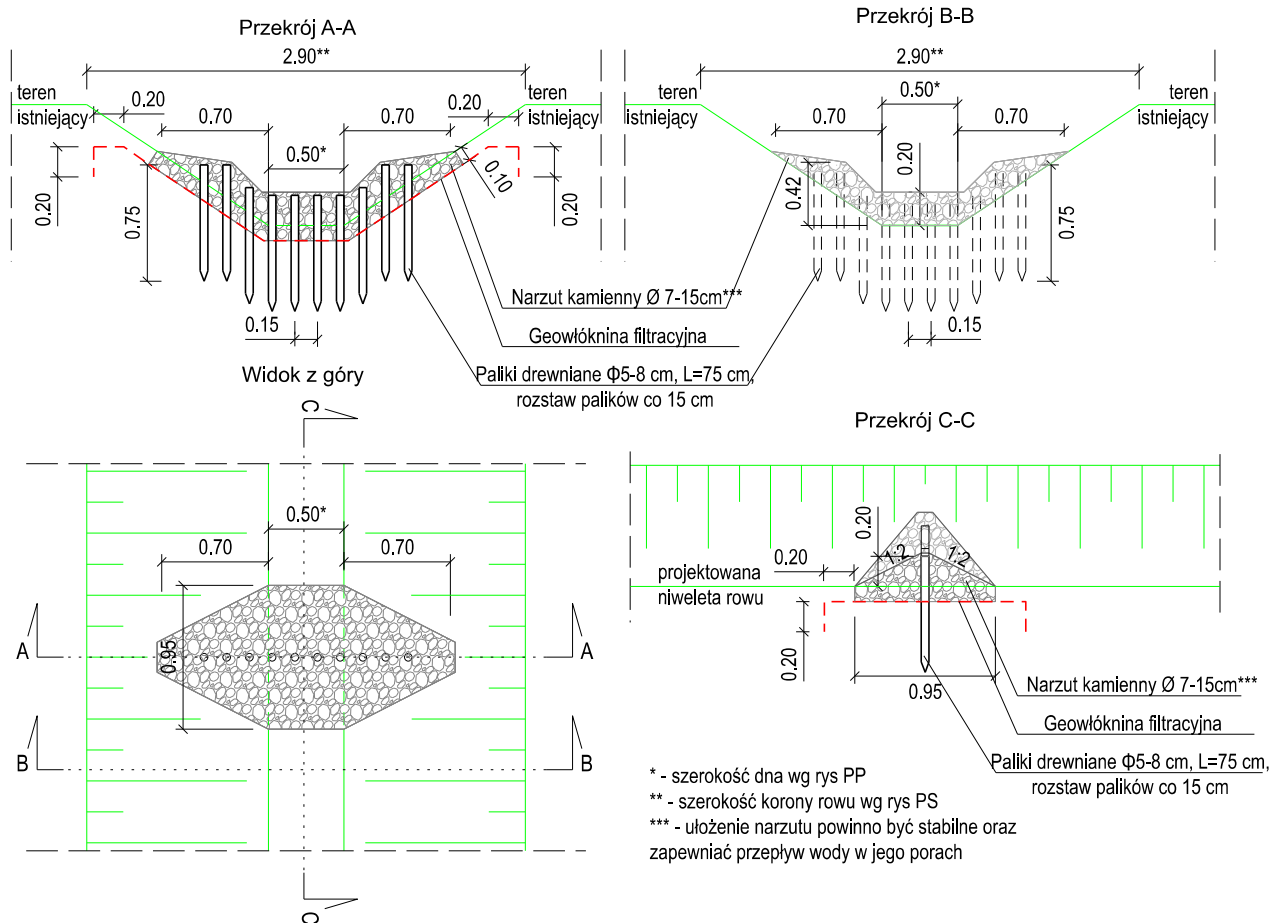 Przekrój A-A
2.90**
teren
istniejący
0.20
0.70
0.50*
0.70
0.20
teren
istniejący
0.20
0.75
0.10
0.20
0.15
Przekrój B-B
2.90**
teren
istniejący
0.50*
teren
istniejący
0.70
0.70
0.20
0.42
0.75
0.15
Narzut kamienny Ø 7-15cm***
Geowłóknina filtracyjna
Paliki drewniane Φ5-8 cm, L=75 cm,
rozstaw palików co 15 cm
Widok z góry
C
0.50*
0.70
0.70
0.95
A
A
B
B
C
Przekrój C-C
0.20
0.20
1:2
1:2
projektowana
niweleta rowu
0.20
0.95
Narzut kamienny Ø 7-15cm***
Geowłóknina filtracyjna
Paliki drewniane Φ5-8 cm, L=75 cm,
rozstaw palików co 15 cm
* - szerokość dna wg rys PP
** - szerokość korony rowu wg rys PS
*** - ułożenie narzutu powinno być stabilne oraz
zapewniać przepływ wody w jego porach